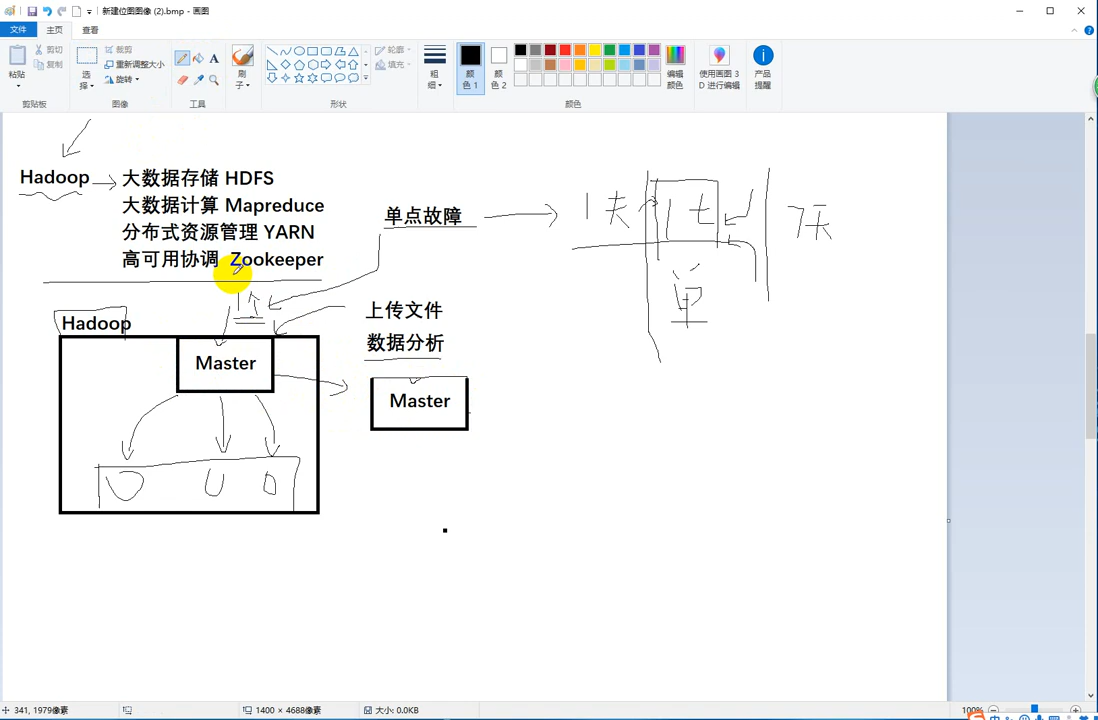 新建位图图像 (2).bmp - 画图
文件 主页 查看
粘贴 剪切 复制 剪贴板
选择 裁剪 重新调整大小 旋转 图像
工具
刷子
轮廓 填充 形状
粗细
颜色 1 颜色 2 编辑颜色 颜色
使用画图 3D 进行编辑
产品提醒
Hadoop
大数据存储 HDFS
大数据计算 Mapreduce
分布式资源管理 YARN
高可用协调 Zookeeper
单点故障
1个
上传文件
数据分析
Hadoop
Master
Master
单
341, 1979像素 1400 × 4688像素 大小: 0.0KB 100%